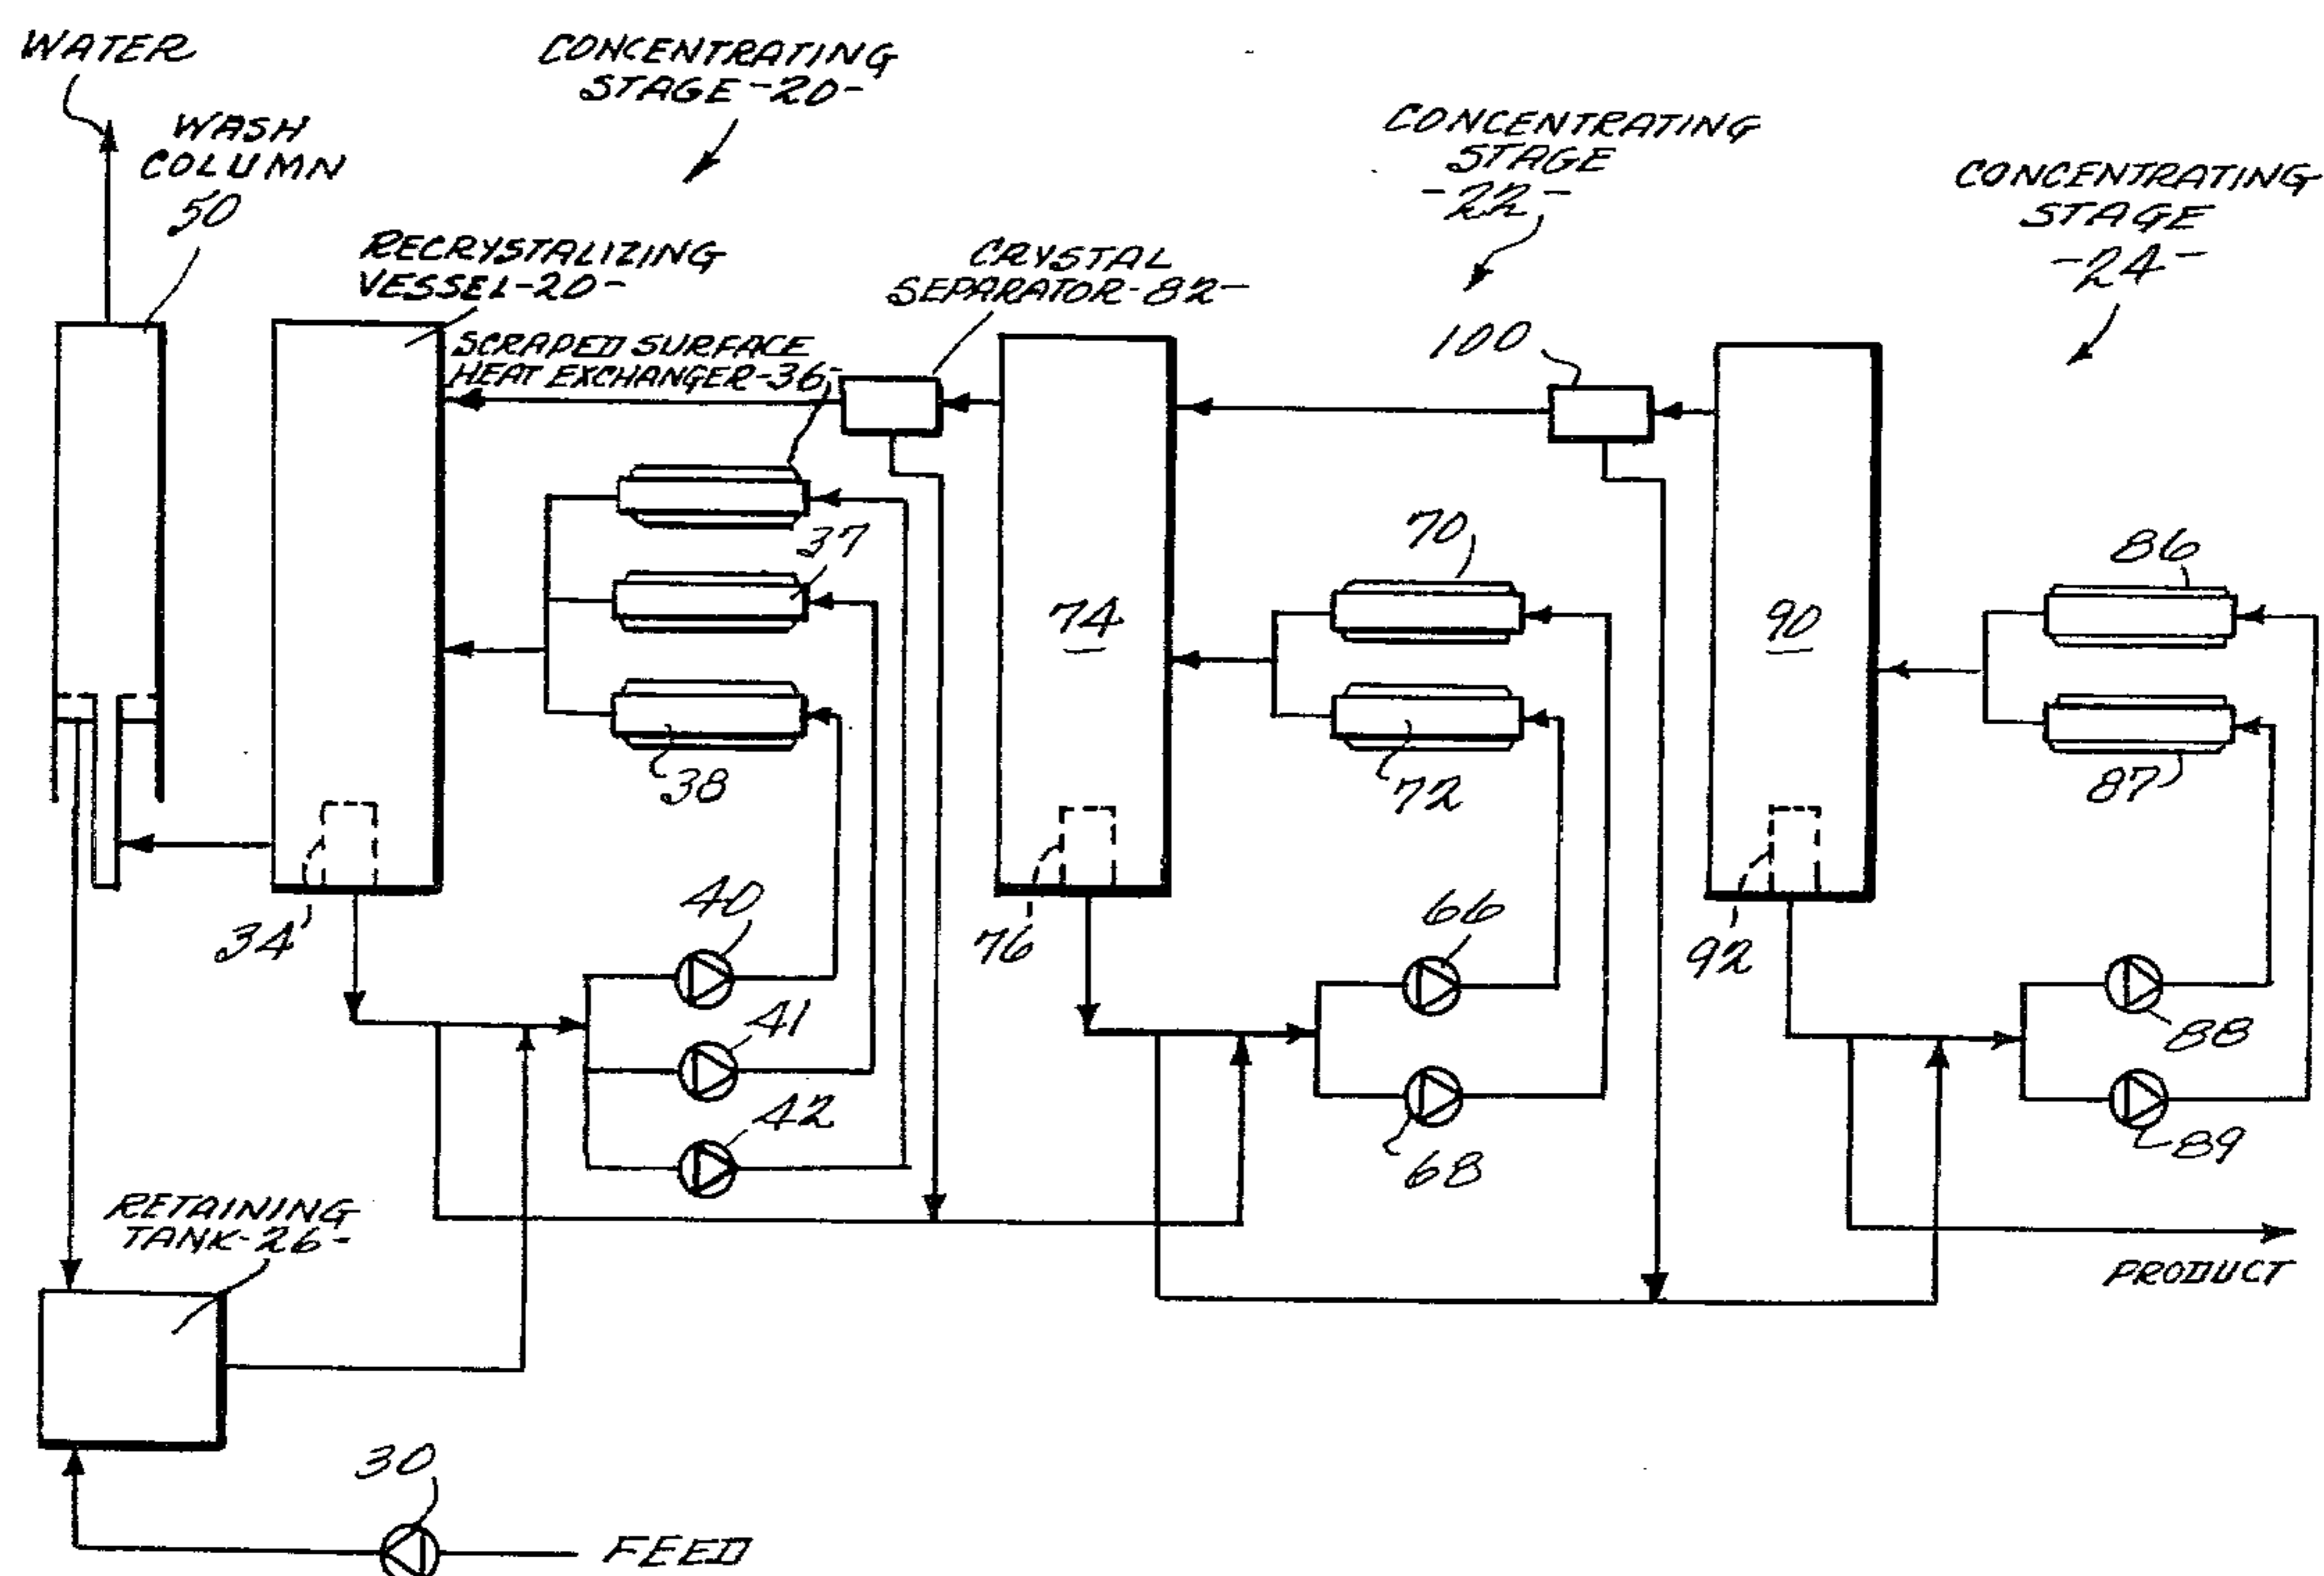 WATER
WASH
COLUMN
50
CONCENTRATING
STAGE -20-
RECRYSTALIZING
VESSEL-20-
SCRAPED SURFACE
HEAT EXCHANGER-36-
CRYSTAL
SEPARATOR-82-
CONCENTRATING
STAGE
-22-
100
CONCENTRATING
STAGE
-24-
37
38
70
72
74
86
87
90
34
40
41
42
76
66
68
92
88
89
RETAINING
TANK-26-
PRODUCT
30
FEED